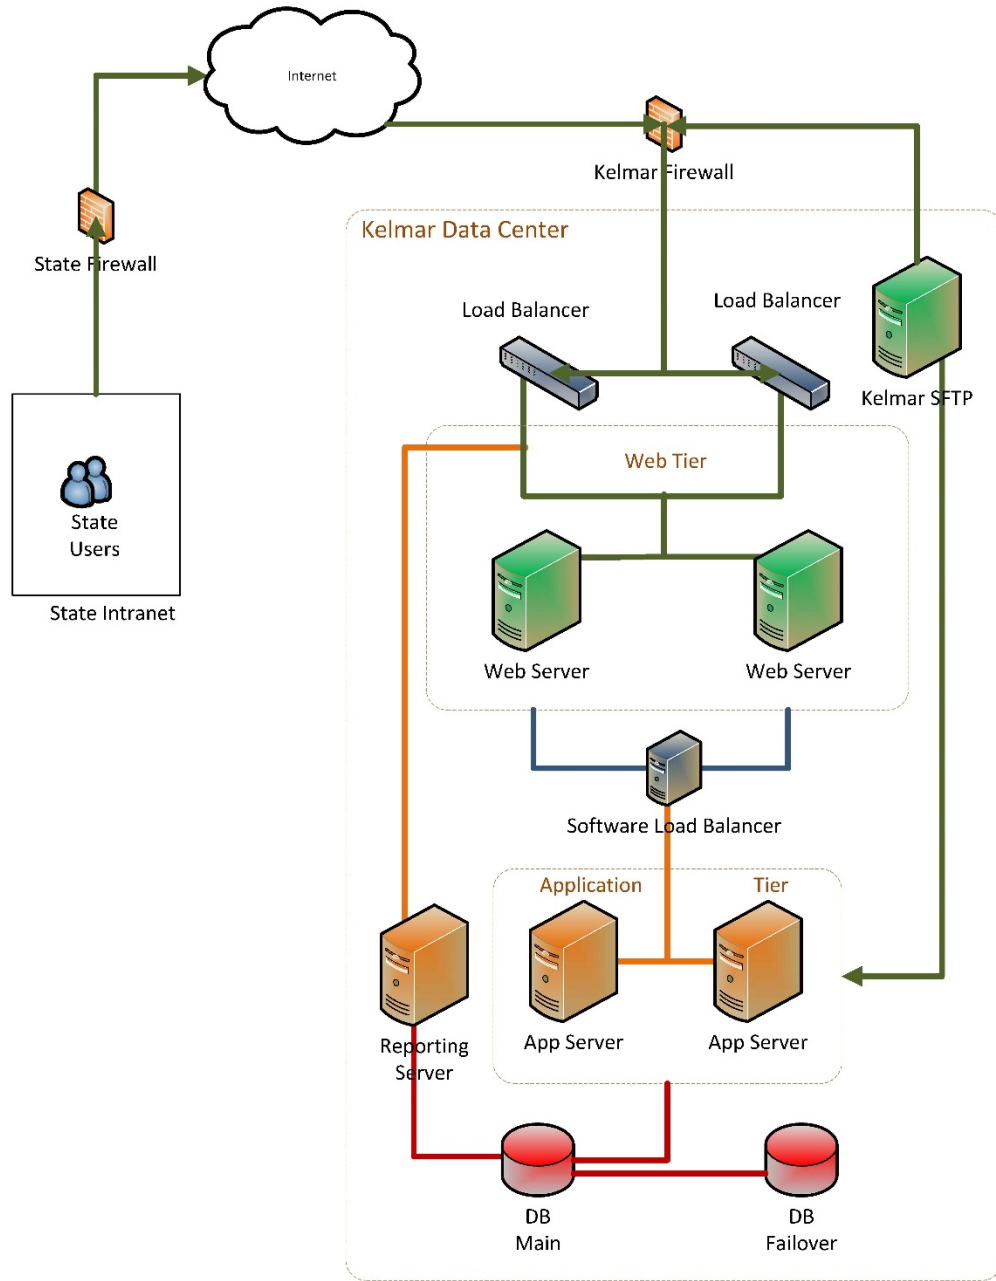 Internet
Kelmar Firewall
Kelmar Data Center
State Firewall
Load Balancer
Load Balancer
Kelmar SFTP
Web Tier
State
Users
State Intranet
Web Server
Web Server
Software Load Balancer
Application Tier
Reporting
Server
App Server
App Server
DB
Main
DB
Failover